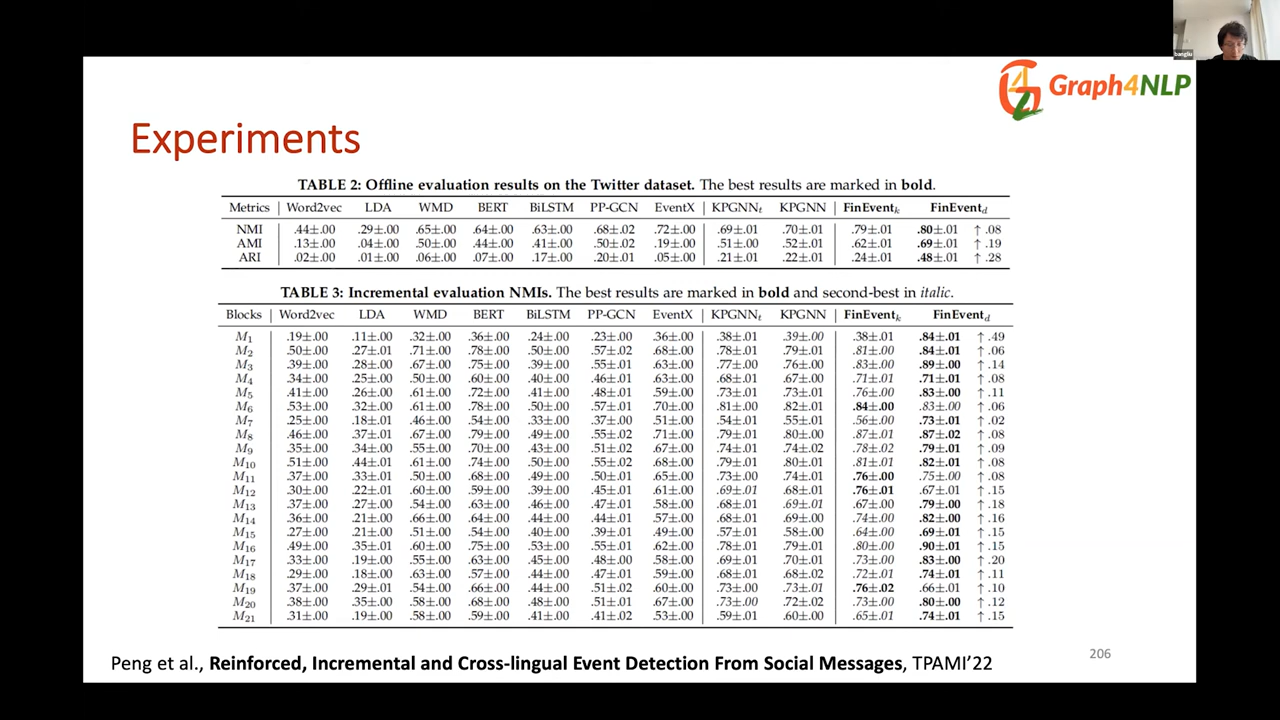 bangliu
Graph4NLP
Experiments
TABLE 2: Offline evaluation results on the Twitter dataset. The best results are marked in bold.
Metrics Word2vec LDA WMD BERT BiLSTM PP-GCN EventX KPGNNt KPGNN FinEventk FinEventd
NMI .44±.00 .29±.00 .65±.00 .64±.00 .63±.00 .68±.02 .72±.00 .69±.01 .70±.01 .79±.01 .80±.01 ↑ .08
AMI .13±.00 .04±.00 .50±.00 .44±.00 .41±.00 .50±.02 .19±.00 .51±.00 .52±.01 .62±.01 .69±.01 ↑ .19
ARI .02±.00 .01±.00 .06±.00 .07±.00 .17±.00 .20±.01 .05±.00 .21±.01 .22±.01 .24±.01 .48±.01 ↑ .28
TABLE 3: Incremental evaluation NMIs. The best results are marked in bold and second-best in italic.
Blocks Word2vec LDA WMD BERT BiLSTM PP-GCN EventX KPGNNt KPGNN FinEventk FinEventd
M1 .19±.00 .11±.00 .32±.00 .36±.00 .24±.00 .23±.00 .36±.00 .38±.01 .39±.00 .38±.01 .84±.01 ↑ .49
M2 .50±.00 .27±.01 .71±.00 .78±.00 .50±.00 .57±.02 .68±.00 .78±.01 .79±.01 .81±.00 .84±.01 ↑ .06
M3 .39±.00 .28±.00 .67±.00 .75±.00 .39±.00 .55±.01 .63±.00 .77±.00 .76±.00 .83±.00 .89±.00 ↑ .14
M4 .34±.00 .25±.00 .50±.00 .60±.00 .40±.00 .46±.01 .63±.00 .68±.01 .67±.00 .71±.01 .71±.01 ↑ .08
M5 .41±.00 .26±.00 .61±.00 .72±.00 .41±.00 .48±.01 .59±.00 .73±.01 .73±.01 .76±.00 .83±.00 ↑ .11
M6 .53±.00 .32±.00 .61±.00 .78±.00 .50±.00 .57±.01 .70±.00 .81±.00 .82±.01 .84±.00 .83±.00 ↑ .06
M7 .25±.00 .18±.01 .46±.00 .54±.00 .33±.00 .37±.00 .51±.00 .54±.01 .55±.01 .56±.00 .73±.01 ↑ .02
M8 .46±.00 .37±.01 .67±.00 .79±.00 .49±.00 .55±.02 .71±.00 .79±.01 .80±.00 .87±.01 .87±.02 ↑ .08
M9 .35±.00 .34±.00 .55±.00 .70±.00 .43±.00 .51±.02 .67±.00 .74±.01 .74±.02 .78±.02 .79±.01 ↑ .09
M10 .51±.00 .44±.01 .61±.00 .74±.00 .50±.00 .55±.02 .68±.00 .79±.01 .80±.01 .81±.01 .82±.01 ↑ .08
M11 .37±.00 .33±.01 .50±.00 .68±.00 .49±.00 .50±.01 .65±.00 .73±.00 .74±.01 .76±.00 .75±.00 ↑ .08
M12 .30±.00 .22±.01 .60±.00 .59±.00 .39±.00 .45±.01 .61±.00 .69±.01 .68±.01 .76±.01 .67±.01 ↑ .15
M13 .37±.00 .27±.00 .54±.00 .63±.00 .46±.00 .47±.01 .58±.00 .68±.01 .69±.01 .67±.00 .79±.00 ↑ .18
M14 .36±.00 .21±.00 .66±.00 .64±.00 .44±.00 .44±.01 .57±.00 .68±.01 .69±.00 .74±.00 .82±.00 ↑ .16
M15 .27±.00 .21±.00 .51±.00 .54±.00 .40±.00 .39±.01 .49±.00 .57±.01 .58±.00 .64±.00 .69±.01 ↑ .15
M16 .49±.00 .35±.01 .60±.00 .75±.00 .53±.00 .55±.01 .62±.00 .78±.01 .79±.01 .80±.00 .90±.01 ↑ .15
M17 .33±.00 .19±.00 .55±.00 .63±.00 .45±.00 .48±.00 .58±.00 .69±.01 .70±.01 .73±.00 .83±.00 ↑ .20
M18 .29±.00 .18±.00 .63±.00 .57±.00 .44±.00 .47±.01 .59±.00 .68±.01 .68±.02 .72±.01 .74±.01 ↑ .11
M19 .37±.00 .29±.01 .54±.00 .66±.00 .44±.00 .51±.02 .60±.00 .73±.00 .73±.01 .76±.02 .66±.01 ↑ .10
M20 .38±.00 .35±.00 .58±.00 .68±.00 .48±.00 .51±.01 .67±.00 .73±.00 .72±.02 .73±.00 .80±.00 ↑ .12
M21 .31±.00 .19±.00 .58±.00 .59±.00 .41±.00 .41±.02 .53±.00 .59±.01 .60±.00 .65±.01 .74±.01 ↑ .15
Peng et al., Reinforced, Incremental and Cross-lingual Event Detection From Social Messages, TPAMI'22
206